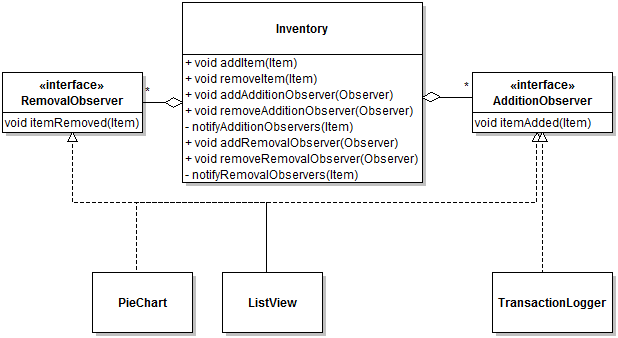 Inventory
+ void addItem(Item)
+ void removeItem(Item)
+ void addAdditionObserver(Observer)
+ void removeAdditionObserver(Observer)
- notifyAdditionObservers(Item)
+ void addRemovalObserver(Observer)
+ void removeRemovalObserver(Observer)
- notifyRemovalObservers(Item)
«interface»
RemovalObserver
void itemRemoved(Item)
*
*
«interface»
AdditionObserver
void itemAdded(Item)
PieChart
ListView
TransactionLogger